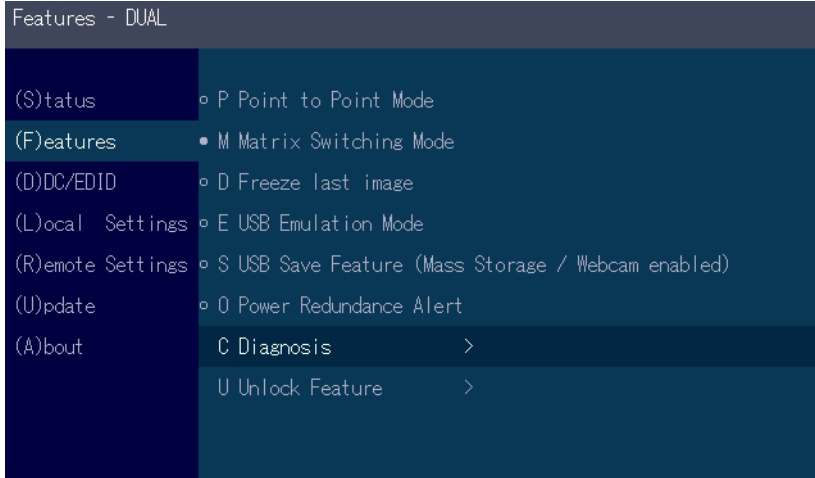 Features - DUAL
(S)tatus
P Point to Point Mode
(F)eatures
M Matrix Switching Mode
(D)DC/EDID
D Freeze last image
(L)ocal Settings
E USB Emulation Mode
(R)emote Settings
S USB Save Feature (Mass Storage / Webcam enabled)
(U)pdate
O Power Redundance Alert
(A)bout
C Diagnosis >
U Unlock Feature >